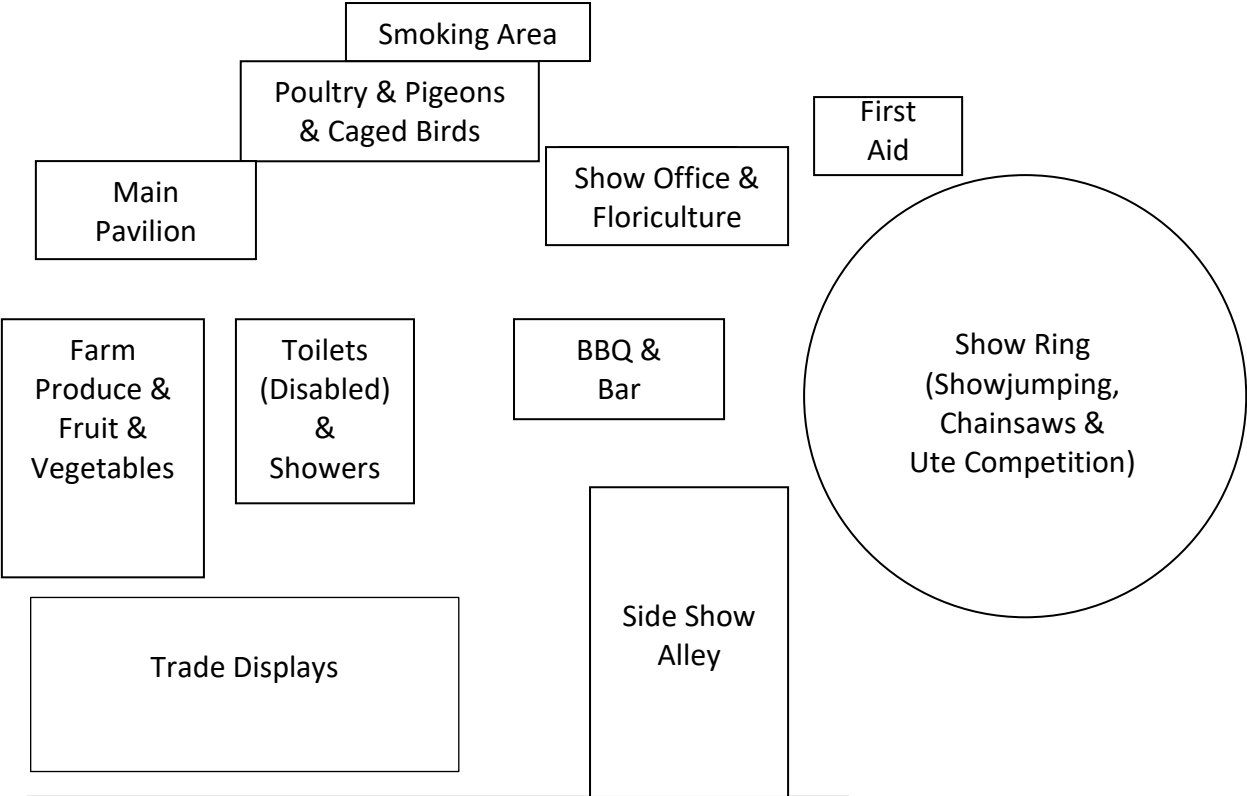 Smoking Area
Poultry & Pigeons
& Caged Birds
First
Aid
Main
Pavilion
Show Office &
Floriculture
Farm
Produce &
Fruit &
Vegetables
Toilets
(Disabled)
&
Showers
BBQ &
Bar
Show Ring
(Showjumping,
Chainsaws &
Ute Competition)
Side Show
Alley
Trade Displays